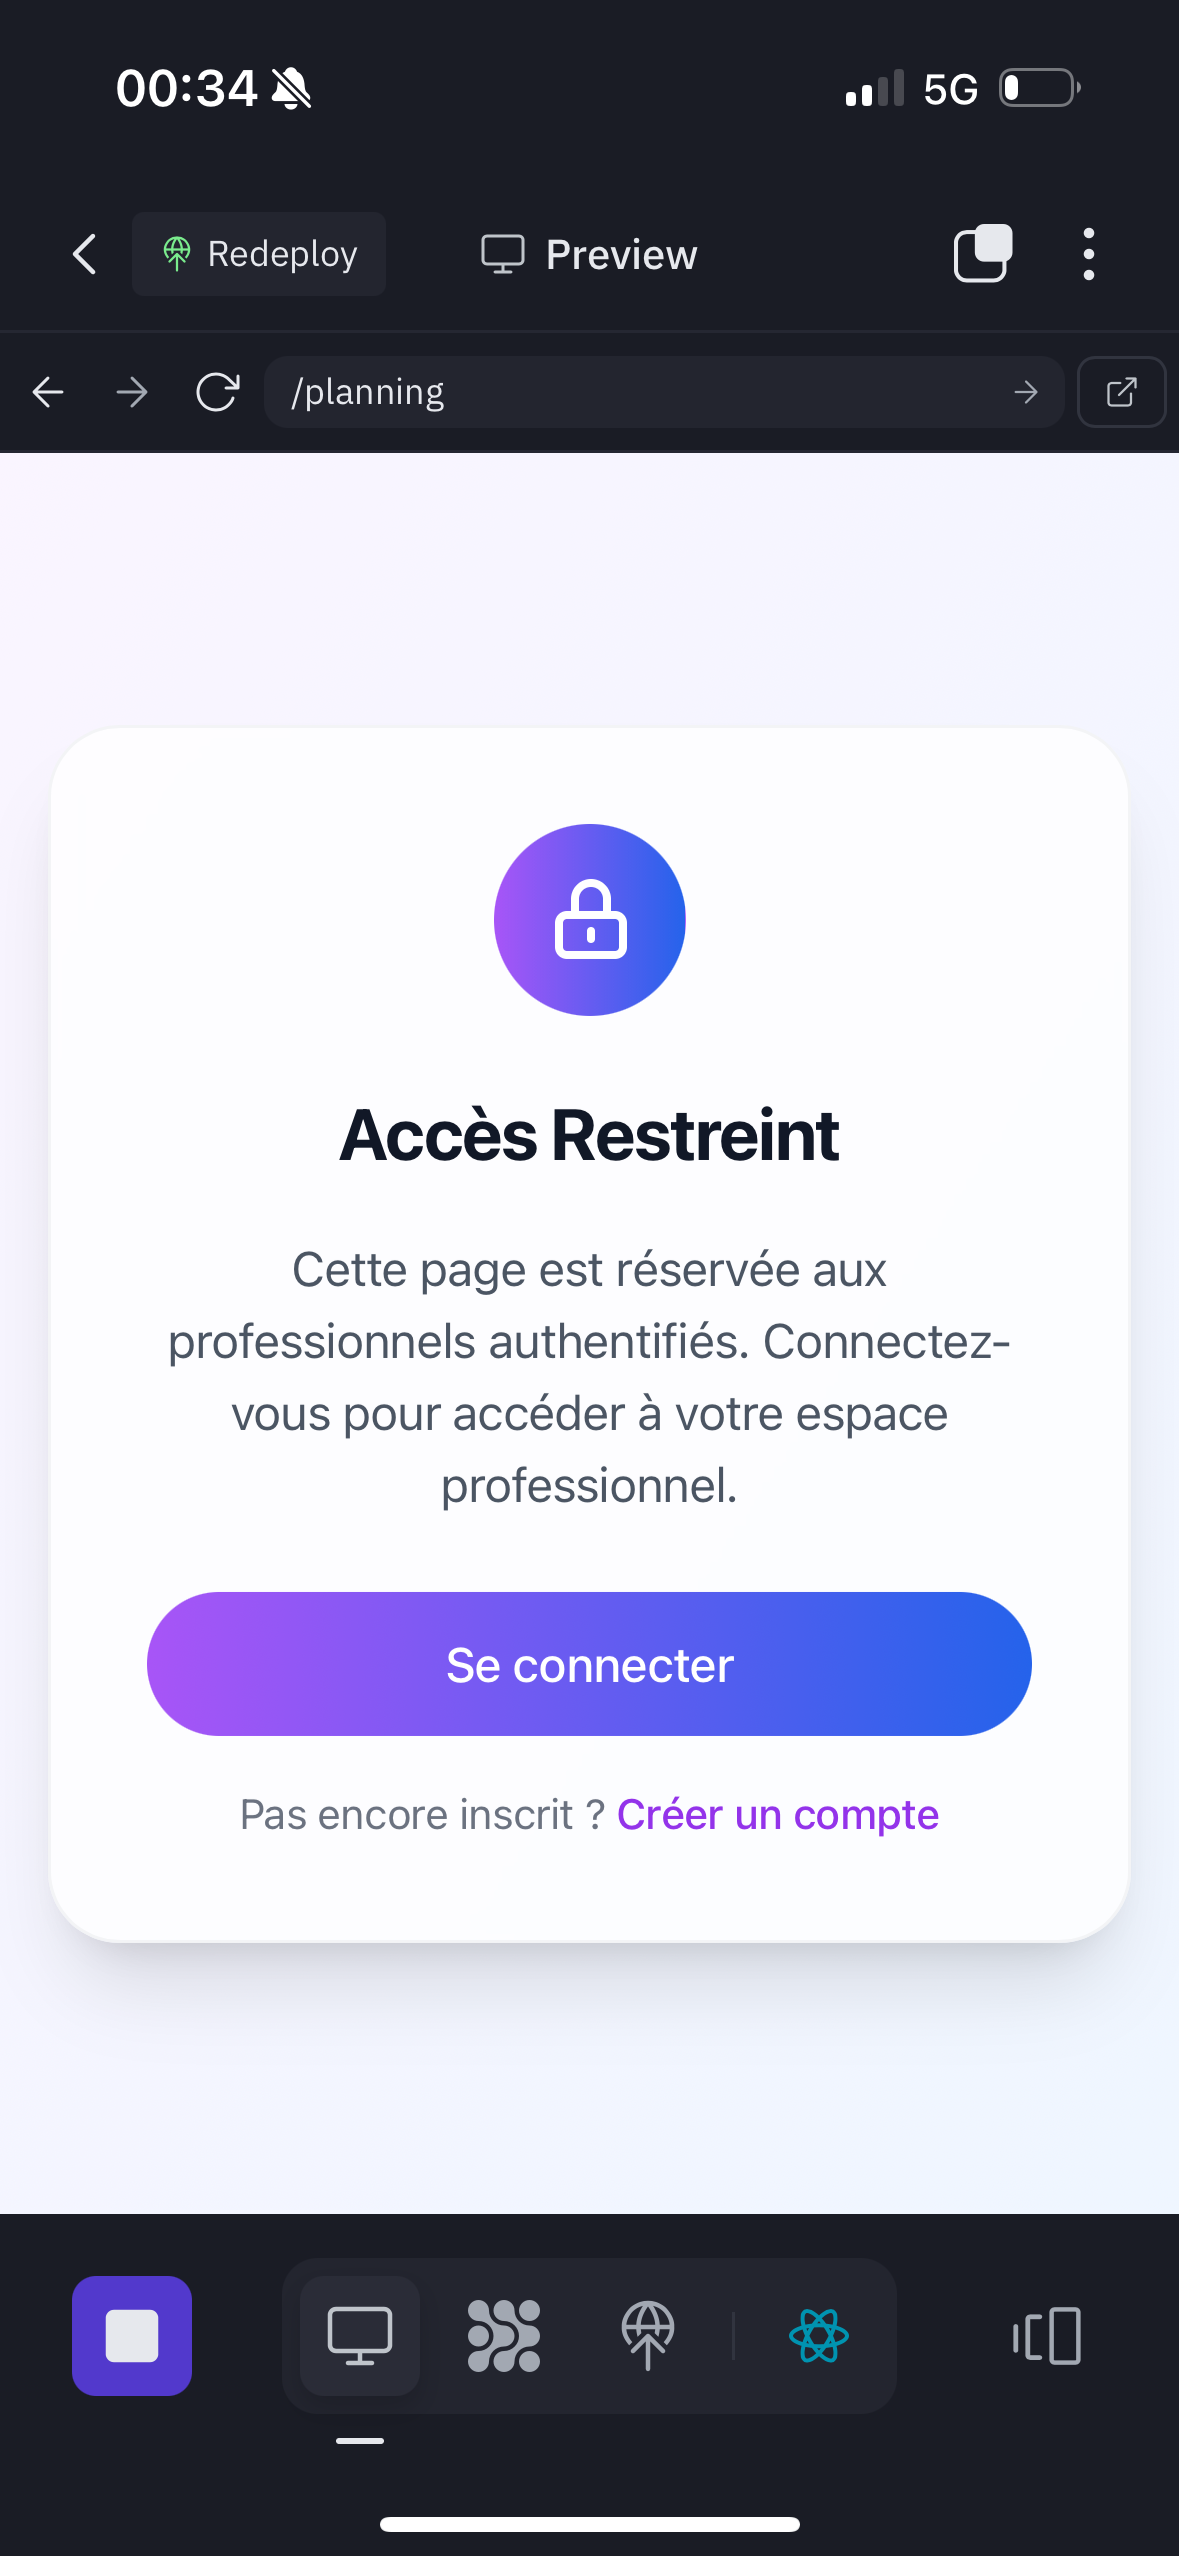 00:34
5G
Redeploy
Preview
/planning
Accès Restreint
Cette page est réservée aux
professionnels authentifiés. Connectez-
vous pour accéder à votre espace
professionnel.
Se connecter
Pas encore inscrit ? Créer un compte